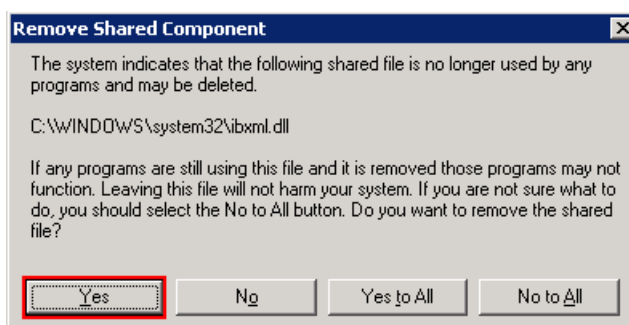 Remove Shared Component
The system indicates that the following shared file is no longer used by any
programs and may be deleted.
C:\WINDOWS\system32\ibxml.dll
If any programs are still using this file and it is removed those programs may not
function. Leaving this file will not harm your system. If you are not sure what to
do, you should select the No to All button. Do you want to remove the shared
file?
Yes
No
Yes to All
No to All